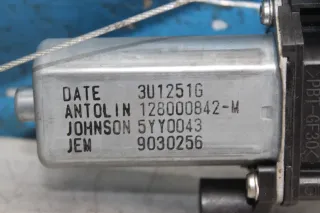 DATE 3U1251G
ANTOLIN 128000842-M
JOHNSON 5YY0043
JEM 9030256